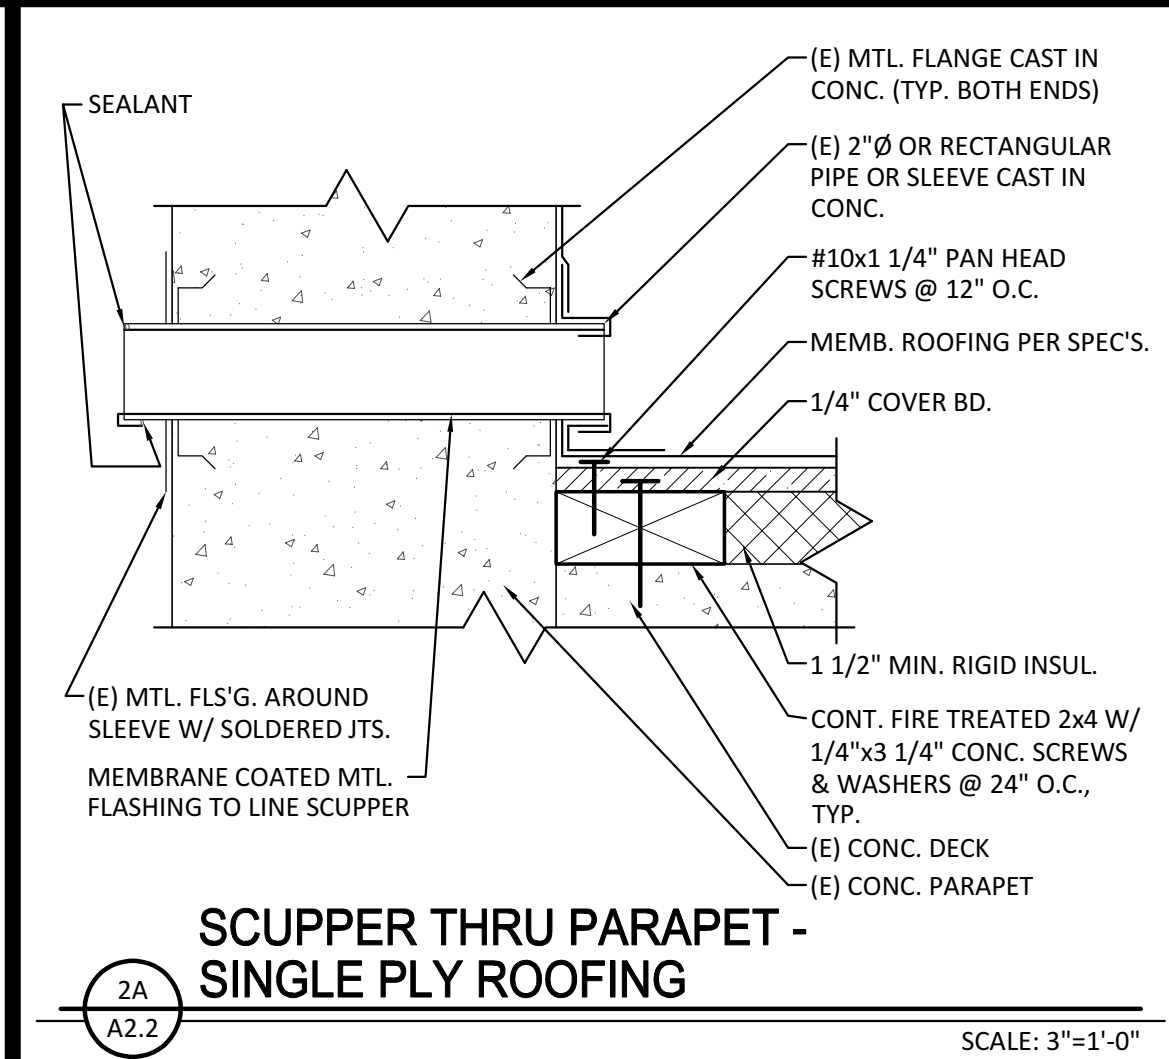 SEALANT
(E) MTL. FLANGE CAST IN
CONC. (TYP. BOTH ENDS)
(E) 2"Ø OR RECTANGULAR
PIPE OR SLEEVE CAST IN
CONC.
#10x1 1/4" PAN HEAD
SCREWS @ 12" O.C.
MEMB. ROOFING PER SPEC'S.
1/4" COVER BD.
1 1/2" MIN. RIGID INSUL.
CONT. FIRE TREATED 2x4 W/
1/4"x3 1/4" CONC. SCREWS
& WASHERS @ 24" O.C.,
TYP.
(E) CONC. DECK
(E) CONC. PARAPET
(E) MTL. FLS'G. AROUND
SLEEVE W/ SOLDERED JTS.
MEMBRANE COATED MTL.
FLASHING TO LINE SCUPPER
SCUPPER THRU PARAPET -
SINGLE PLY ROOFING
2A
A2.2
SCALE: 3"=1'-0"